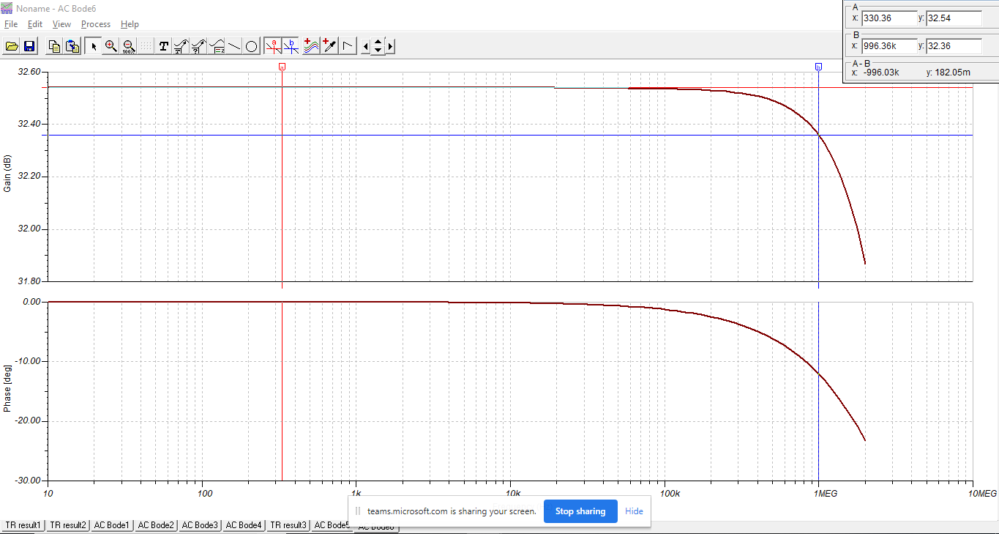 Noname - AC Bode6
File Edit View Process Help
A
x: 330.36 y: 32.54
B
x: 996.36k y: 32.36
A - B
x: -996.03k y: 182.05m
100%
T
a
b
a
b
32.60
32.40
32.20
32.00
31.80
Gain (dB)
0.00
-10.00
-20.00
-30.00
Phase [deg]
10 100 1k 10k 100k 1MEG 10MEG
teams.microsoft.com is sharing your screen. Stop sharing Hide
TR result1 TR result2 AC Bode1 AC Bode2 AC Bode3 AC Bode4 TR result3 AC Bode5 AC Bode6